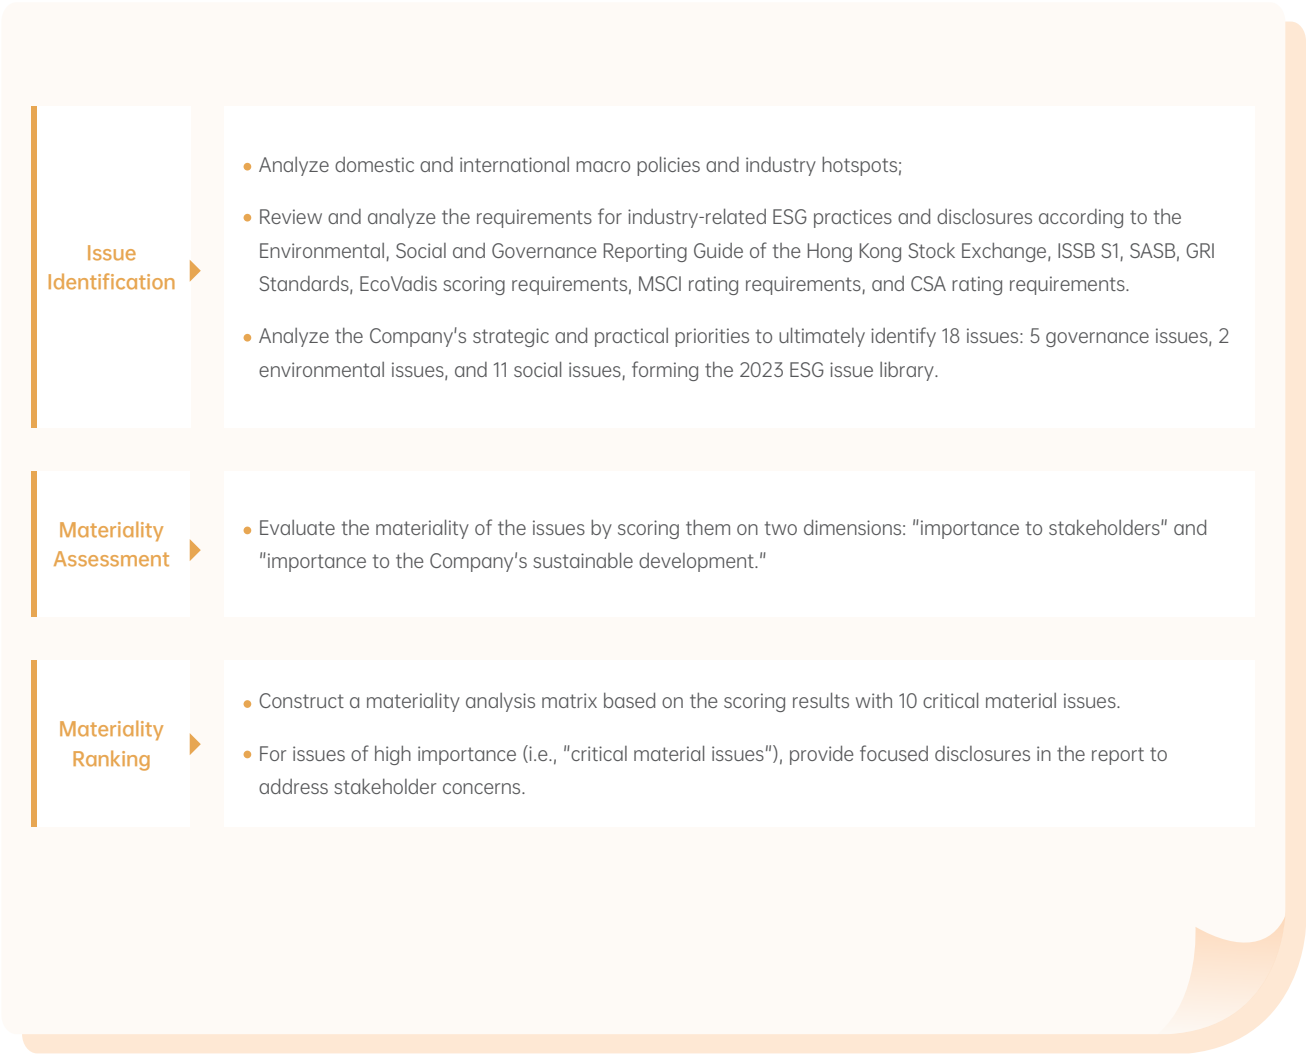 Issue
Identification
• Analyze domestic and international macro policies and industry hotspots;
• Review and analyze the requirements for industry-related ESG practices and disclosures according to the
Environmental, Social and Governance Reporting Guide of the Hong Kong Stock Exchange, ISSB S1, SASB, GRI
Standards, EcoVadis scoring requirements, MSCI rating requirements, and CSA rating requirements.
• Analyze the Company's strategic and practical priorities to ultimately identify 18 issues: 5 governance issues, 2
environmental issues, and 11 social issues, forming the 2023 ESG issue library.
Materiality
Assessment
• Evaluate the materiality of the issues by scoring them on two dimensions: "importance to stakeholders" and
"importance to the Company's sustainable development."
Materiality
Ranking
• Construct a materiality analysis matrix based on the scoring results with 10 critical material issues.
• For issues of high importance (i.e., "critical material issues"), provide focused disclosures in the report to
address stakeholder concerns.